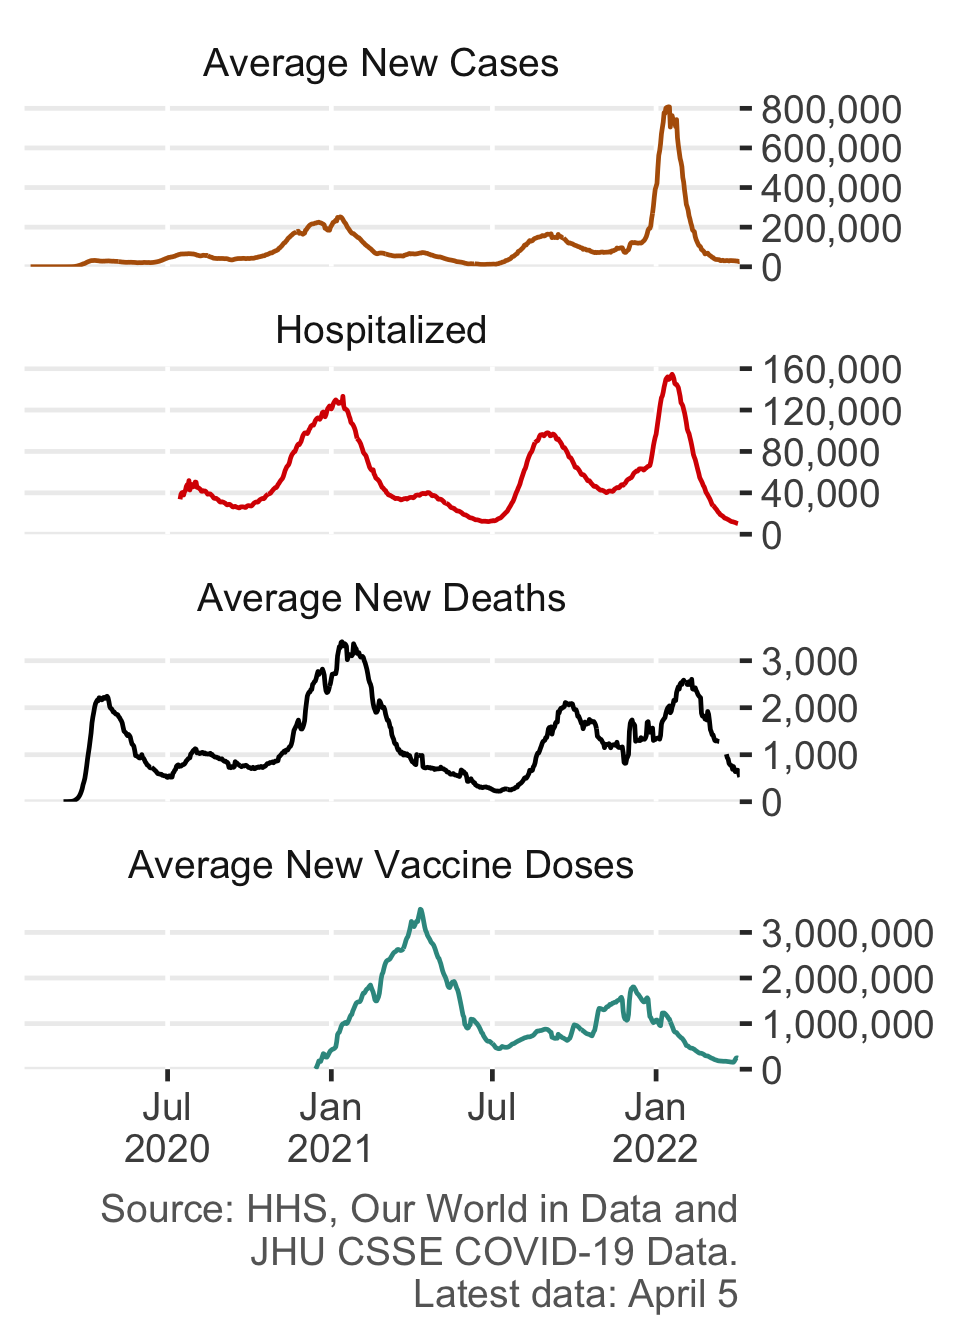 Average New Cases
800,000
600,000
400,000
200,000
0
Hospitalized
160,000
120,000
80,000
40,000
0
Average New Deaths
3,000
2,000
1,000
0
Average New Vaccine Doses
3,000,000
2,000,000
1,000,000
0
Jul Jan Jul Jan
2020 2021 2022
Source: HHS, Our World in Data and
JHU CSSE COVID-19 Data.
Latest data: April 5